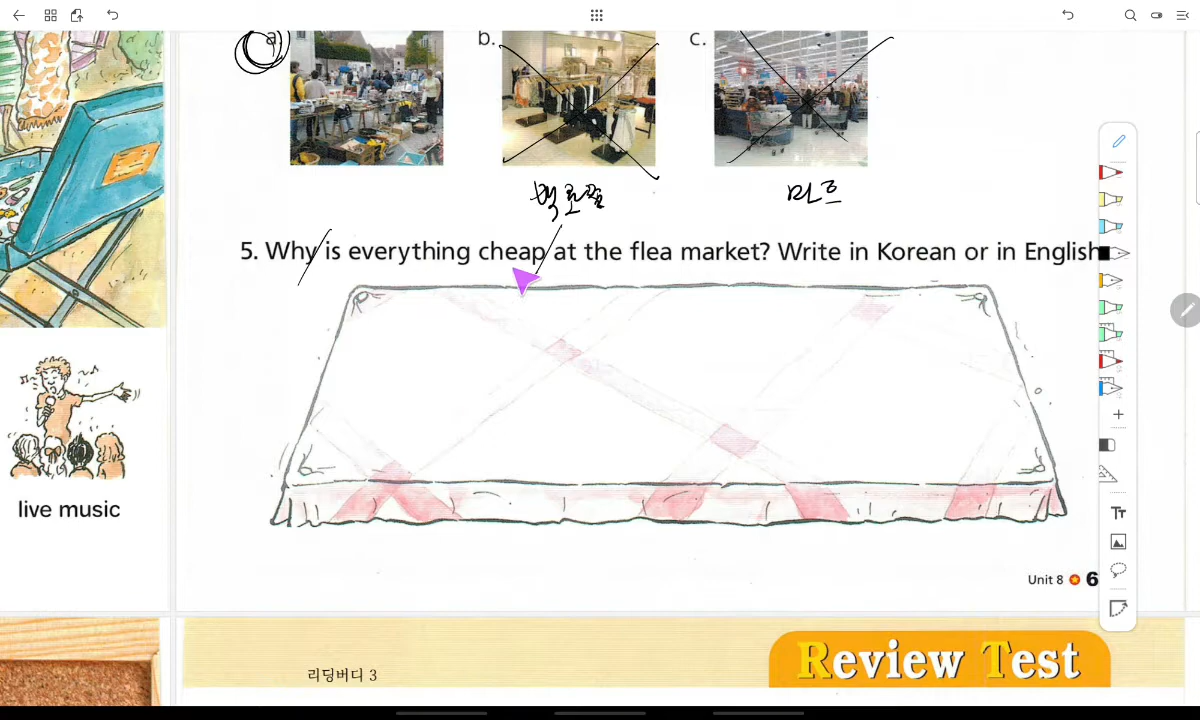 a)
b.
c.
백화점
마트
5. Why is everything cheap at the flea market? Write in Korean or in English
live music
Unit 8 6
리딩버디 3
Review Test
Tт